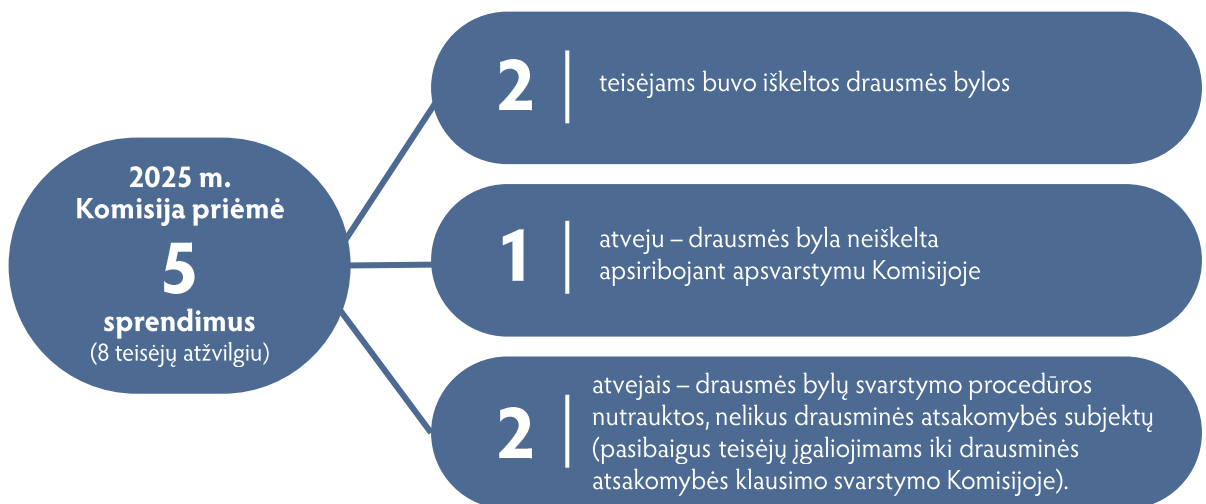 2025 m.
Komisija priėmė
5
sprendimus
(8 teisėjų atžvilgiu)
2
teisėjams buvo iškeltos drausmės bylos
1
atveju – drausmės byla neiškelta
apsiribojant apsvarstymu Komisijoje
2
atvejais – drausmės bylų svarstymo procedūros
nutrauktos, nelikus drausminės atsakomybės subjektų
(pasibaigus teisėjų įgaliojimams iki drausminės
atsakomybės klausimo svarstymo Komisijoje).